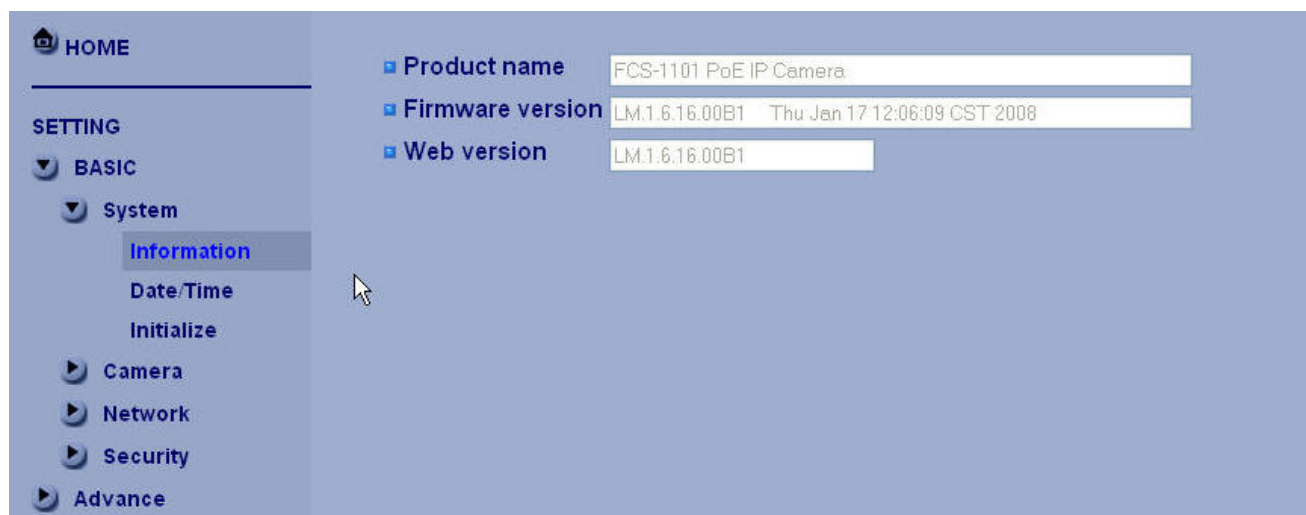 HOME
SETTING
BASIC
System
Information
Date/Time
Initialize
Camera
Network
Security
Advance
Product name FCS-1101 PoE IP Camera
Firmware version LM.1.6.16.00B1 Thu Jan 17 12:06:09 CST 2008
Web version LM.1.6.16.00B1